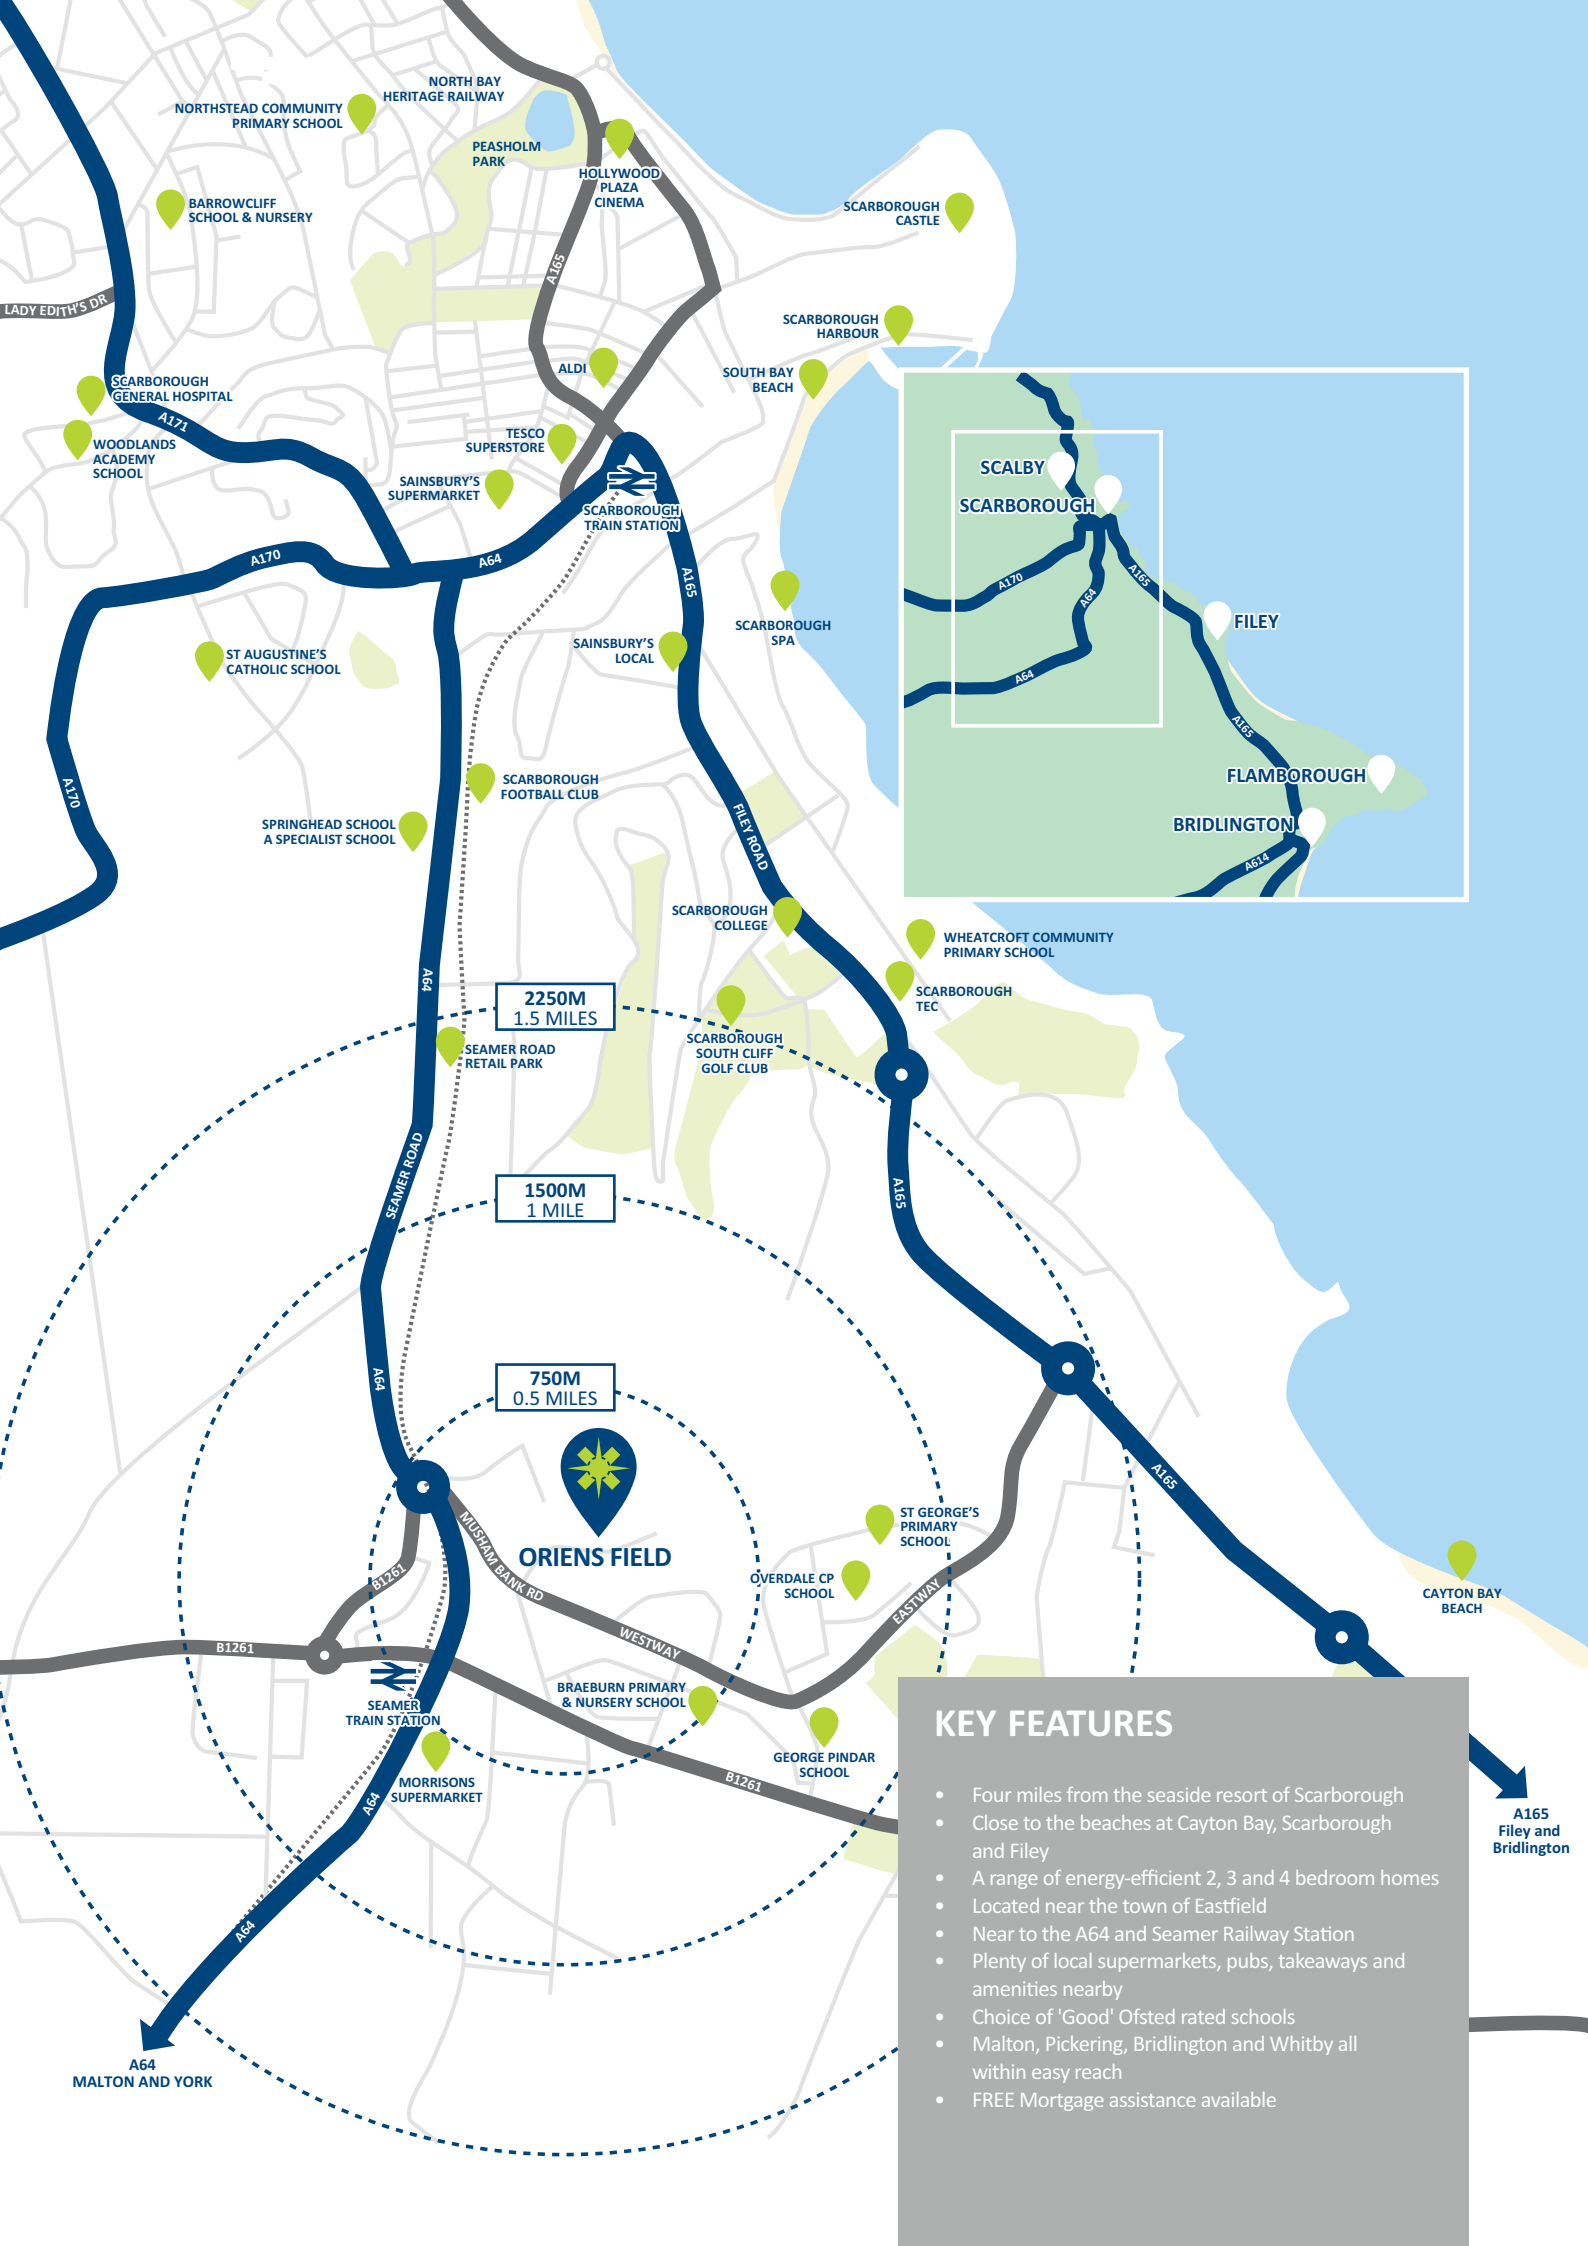 NORTH BAY
HERITAGE RAILWAY
NORTHSTEAD COMMUNITY
PRIMARY SCHOOL
PEASHOLM
PARK
HOLLYWOOD
PLAZA
CINEMA
BARROWCLIFF
SCHOOL & NURSERY
SCARBOROUGH
CASTLE
A165
LADY EDITH'S DR
SCARBOROUGH
HARBOUR
ALDI
SOUTH BAY
BEACH
SCARBOROUGH
GENERAL HOSPITAL
A171
WOODLANDS
ACADEMY
SCHOOL
TESCO
SUPERSTORE
SAINSBURY'S
SUPERMARKET
SCARBOROUGH
TRAIN STATION
A170
A64
A165
SCARBOROUGH
SPA
SAINSBURY'S
LOCAL
ST AUGUSTINE'S
CATHOLIC SCHOOL
A170
SCARBOROUGH
FOOTBALL CLUB
SPRINGHEAD SCHOOL
A SPECIALIST SCHOOL
FILEY ROAD
SCALBY
SCARBOROUGH
A170
A64
A165
A64
FILEY
A165
FLAMBOROUGH
BRIDLINGTON
A614
SCARBOROUGH
COLLEGE
WHEATCROFT COMMUNITY
PRIMARY SCHOOL
SCARBOROUGH
TEC
A64
2250M
1.5 MILES
SCARBOROUGH
SOUTH CLIFF
GOLF CLUB
SEAMER ROAD
RETAIL PARK
SEAMER ROAD
1500M
1 MILE
A165
A64
750M
0.5 MILES
ORIENS FIELD
MUSHAM BANK RD
B1261
A165
ST GEORGE'S
PRIMARY
SCHOOL
OVERDALE CP
SCHOOL
EASTWAY
CAYTON BAY
BEACH
B1261
WESTWAY
SEAMER
TRAIN STATION
BRAEBURN PRIMARY
& NURSERY SCHOOL
GEORGE PINDAR
SCHOOL
MORRISONS
SUPERMARKET
B1261
A64
A64
A64
MALTON AND YORK
A165
Filey and
Bridlington
KEY FEATURES
• Four miles from the seaside resort of Scarborough
• Close to the beaches at Cayton Bay, Scarborough
and Filey
• A range of energy-efficient 2, 3 and 4 bedroom homes
• Located near the town of Eastfield
• Near to the A64 and Seamer Railway Station
• Plenty of local supermarkets, pubs, takeaways and
amenities nearby
• Choice of 'Good' Ofsted rated schools
• Malton, Pickering, Bridlington and Whitby all
within easy reach
• FREE Mortgage assistance available